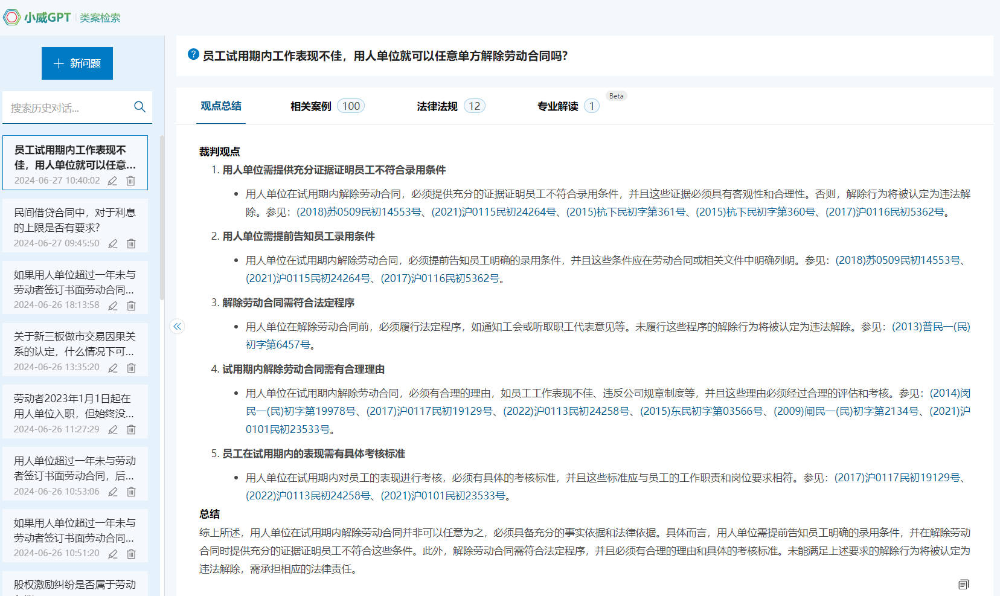 小威GPT 类案检索
新问题
搜索历史对话...
员工试用期内工作表现不
佳，用人单位就可以任意...
2024-06-27 10:40:02
民间借贷合同中，对于利息
的上限是否有要求？
2024-06-27 09:45:50
如果用人单位超过一年未与
劳动者签订书面劳动合同...
2024-06-26 18:13:58
关于新三板做市交易因果关
系的认定，什么情况下可...
2024-06-26 13:35:20
劳动者2023年1月1日起在
用人单位入职，但始终没...
2024-06-26 11:27:29
用人单位超过一年未与劳动
者签订书面劳动合同，后...
2024-06-26 10:53:06
如果用人单位超过一年未与
劳动者签订书面劳动合同...
2024-06-26 10:51:20
股权激励纠纷是否属于劳动
员工试用期内工作表现不佳，用人单位就可以任意单方解除劳动合同吗？
观点总结 相关案例 100 法律法规 12 专业解读 1 Beta
裁判观点
1. 用人单位需提供充分证据证明员工不符合录用条件
• 用人单位在试用期内解除劳动合同，必须提供充分的证据证明员工不符合录用条件，并且这些证据必须具有客观性和合理性。否则，解除行为将被认定为违法解
除。参见：(2018)苏0509民初14553号、(2021)沪0115民初24264号、(2015)杭下民初字第361号、(2015)杭下民初字第360号、(2017)沪0116民初5362号。
2. 用人单位需提前告知员工录用条件
• 用人单位在试用期内解除劳动合同，必须提前告知员工明确的录用条件，并且这些条件应在劳动合同或相关文件中明确列明。参见：(2018)苏0509民初14553号、
(2021)沪0115民初24264号、(2017)沪0116民初5362号。
3. 解除劳动合同需符合法定程序
• 用人单位在解除劳动合同前，必须履行法定程序，如通知工会或听取职工代表意见等。未履行这些程序的解除行为将被认定为违法解除。参见：(2013)普民一(民)
初字第6457号。
4. 试用期内解除劳动合同需有合理理由
• 用人单位在试用期内解除劳动合同，必须有合理的理由，如员工工作表现不佳、违反公司规章制度等，并且这些理由必须经过合理的评估和考核。参见：(2014)闵
民一(民)初字第19978号、(2017)沪0117民初19129号、(2022)沪0113民初24258号、(2015)东民初字第03566号、(2009)闸民一(民)初字第2134号、(2021)沪
0101民初23533号。
5. 员工在试用期内的表现需有具体考核标准
• 用人单位在试用期内对员工的表现进行考核，必须有具体的考核标准，并且这些标准应与员工的工作职责和岗位要求相符。参见：(2017)沪0117民初19129号、
(2022)沪0113民初24258号、(2021)沪0101民初23533号。
总结
综上所述，用人单位在试用期内解除劳动合同并非可以任意为之，必须具备充分的事实依据和法律依据。具体而言，用人单位需提前告知员工明确的录用条件，并在解除劳动
合同时提供充分的证据证明员工不符合这些条件。此外，解除劳动合同需符合法定程序，并且必须有合理的理由和具体的考核标准。未能满足上述要求的解除行为将被认定为
违法解除，需承担相应的法律责任。